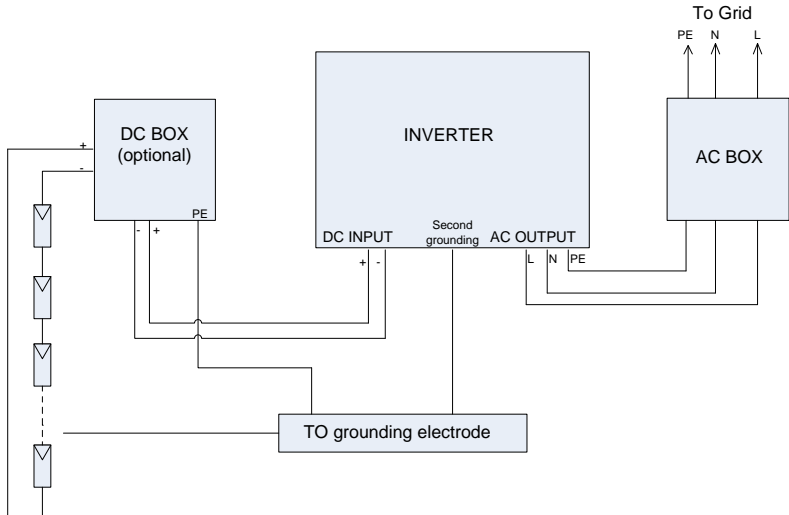 To Grid
PE N L
DC BOX
(optional)
+
-
PE
- +
INVERTER
DC INPUT
Second
grounding
AC OUTPUT
+ -
L N PE
AC BOX
TO grounding electrode